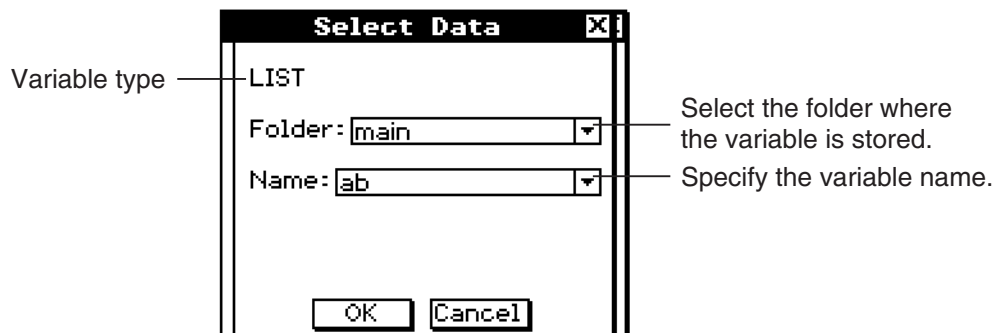 Select Data
Variable type
LIST
Folder: main
Select the folder where
the variable is stored.
Name: ab
Specify the variable name.
OK Cancel